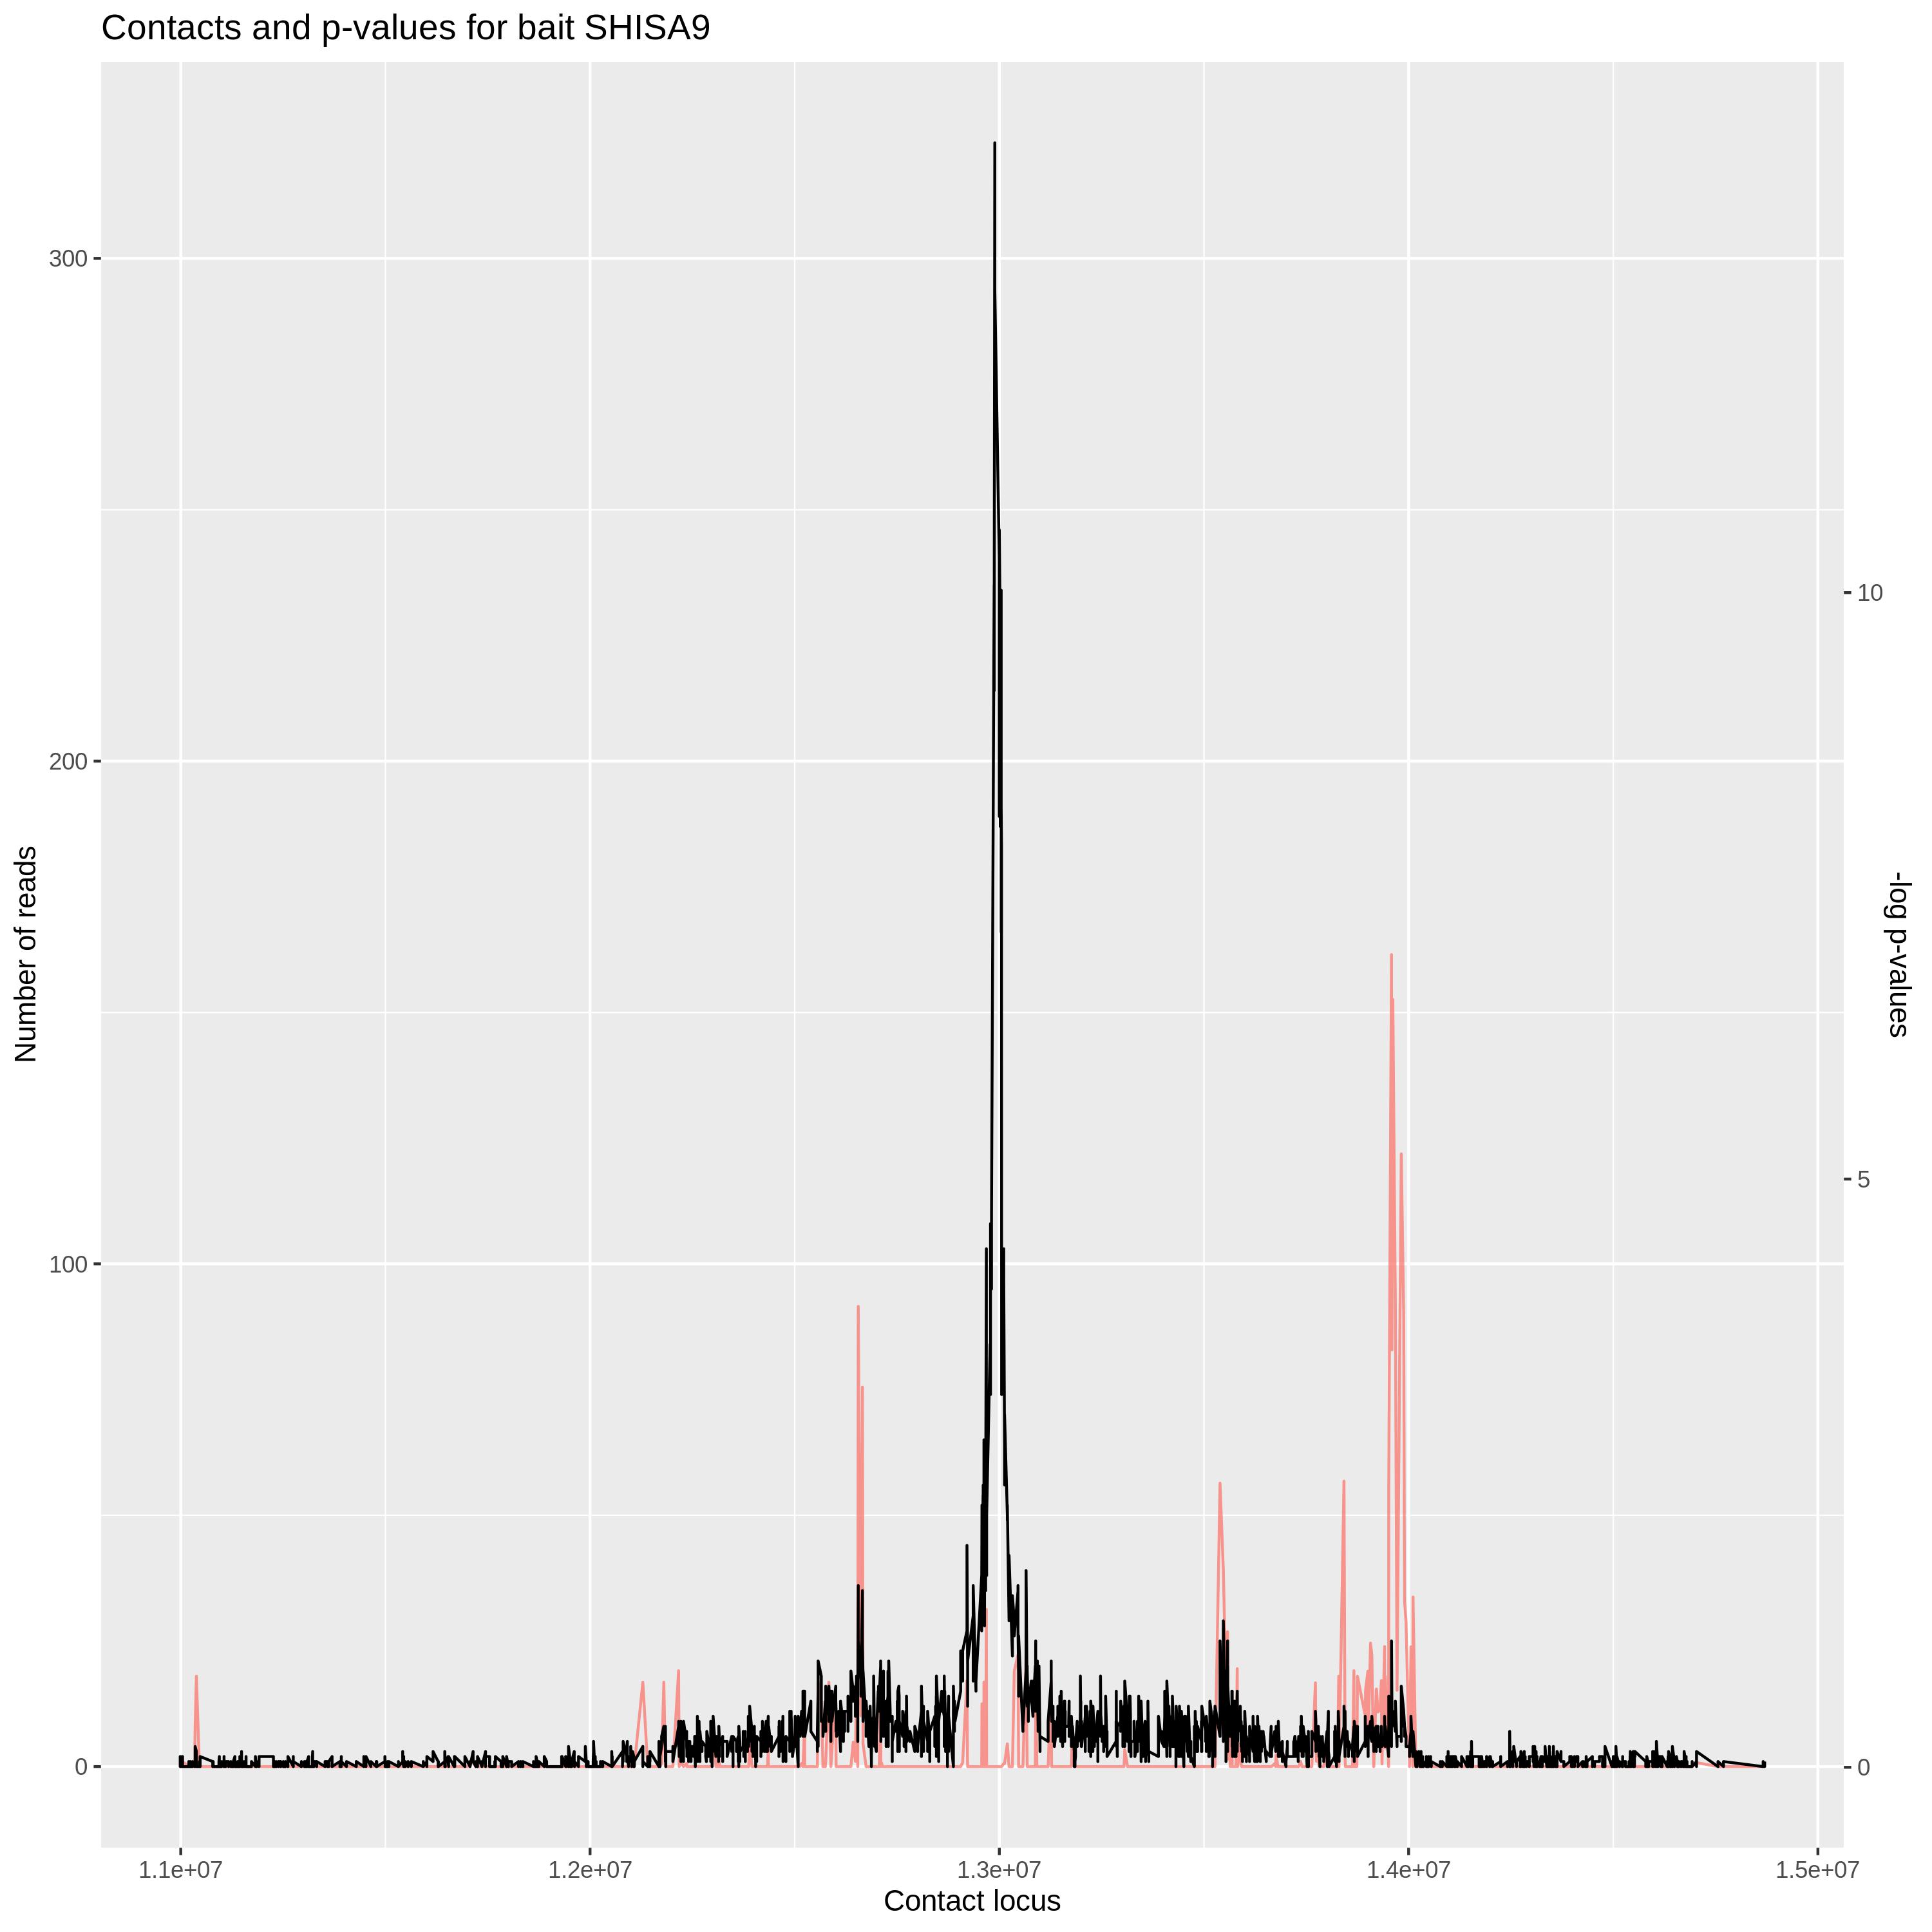 Contacts and p-values for bait SHISA9
300
200
100
0
Number of reads
10
5
0
-log p-values
1.1e+07 1.2e+07 1.3e+07 1.4e+07 1.5e+07
Contact locus